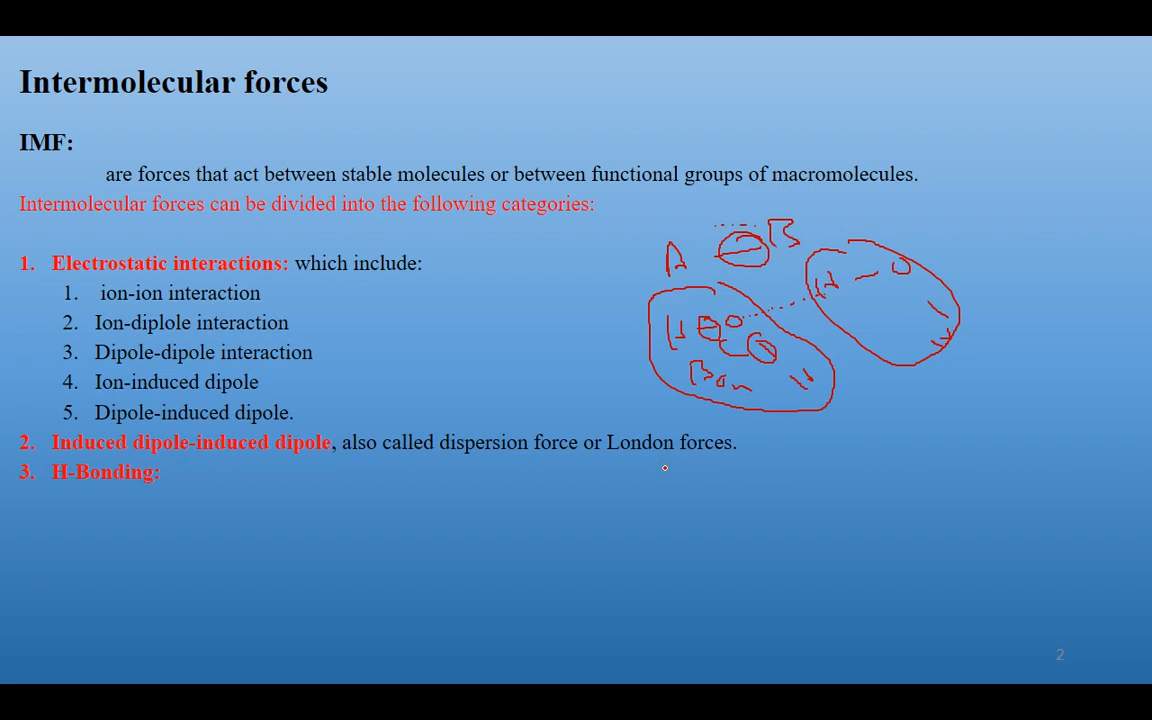 Intermolecular forces
IMF:
are forces that act between stable molecules or between functional groups of macromolecules.
Intermolecular forces can be divided into the following categories:
1. Electrostatic interactions: which include:
1. ion-ion interaction
2. Ion-diplole interaction
3. Dipole-dipole interaction
4. Ion-induced dipole
5. Dipole-induced dipole.
2. Induced dipole-induced dipole, also called dispersion force or London forces.
3. H-Bonding:
A B
H - O
H O
H
2